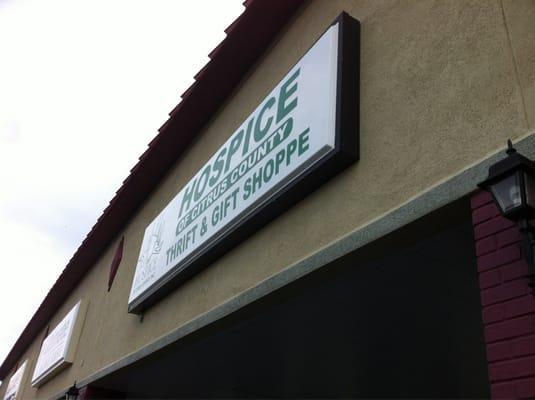 HOSPICE
OF CITRUS COUNTY
THRIFT & GIFT SHOPPE